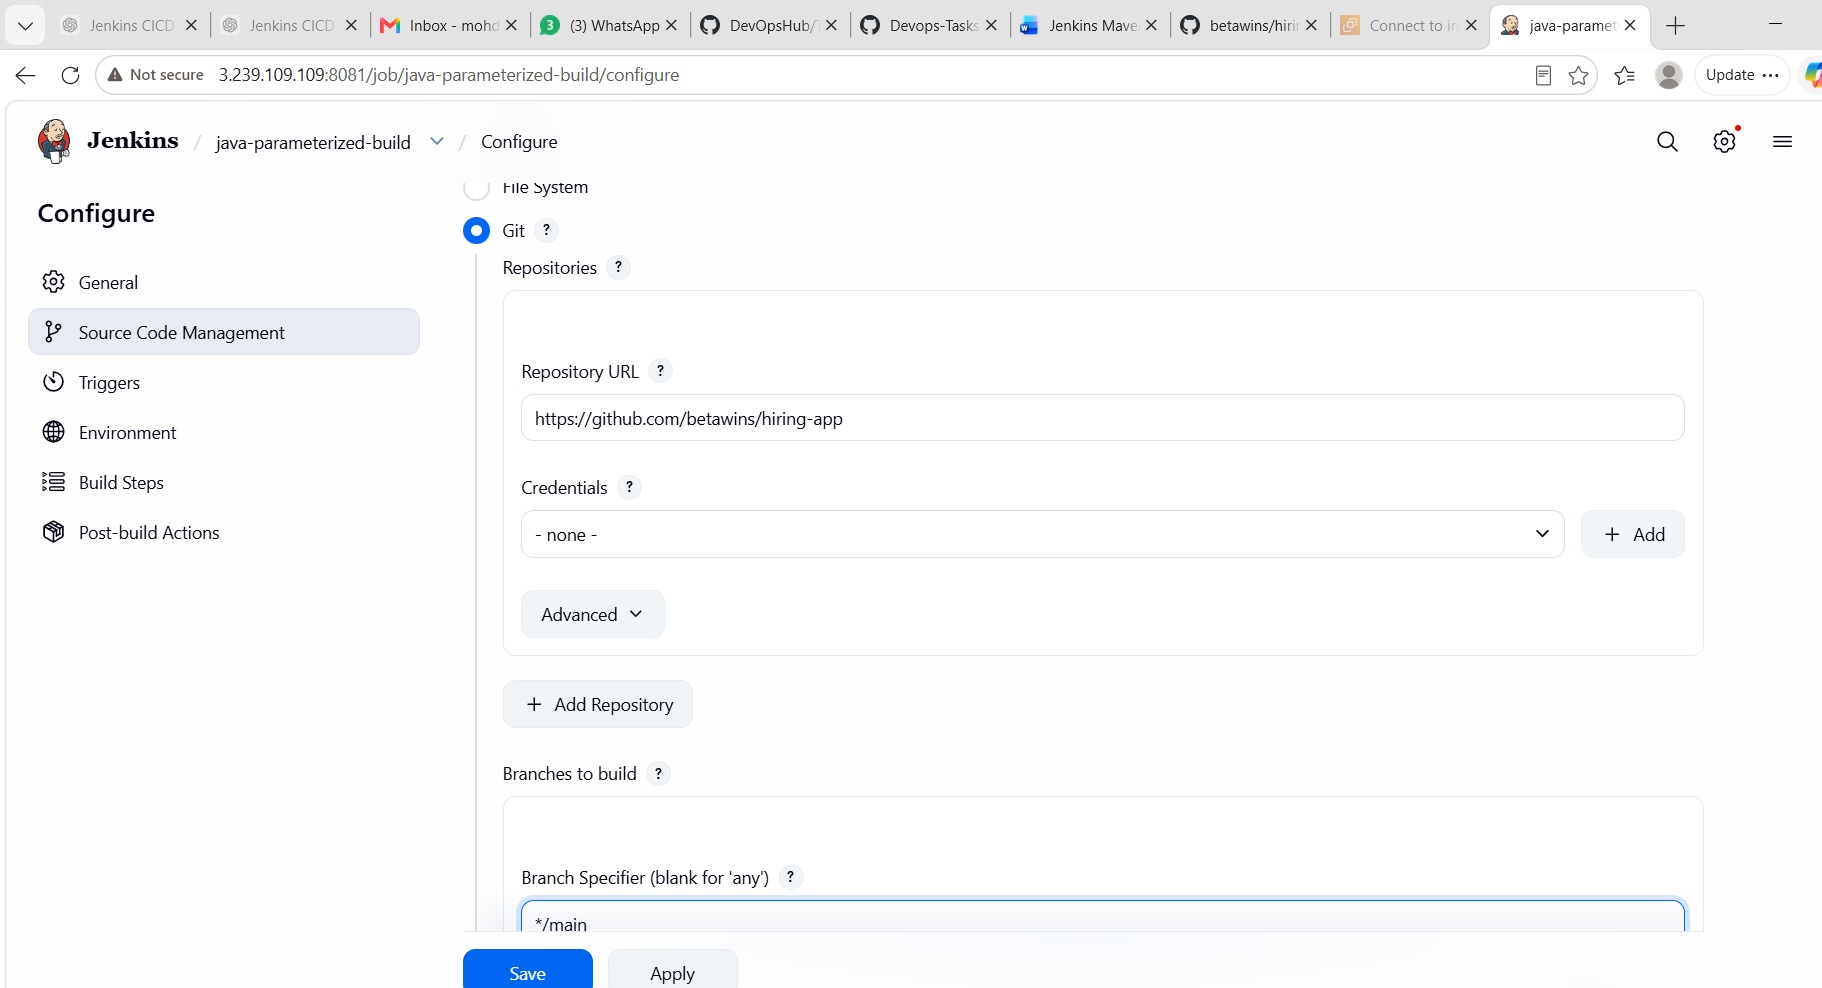 Jenkins CICD
Jenkins CICD
Inbox - mohd
3 (3) WhatsApp
DevOpsHub/
Devops-Tasks
Jenkins Mave
betawins/hirin
Connect to in
java-paramet
Not secure 3.239.109.109:8081/job/java-parameterized-build/configure
Update
Jenkins / java-parameterized-build / Configure
Configure
General
Source Code Management
Triggers
Environment
Build Steps
Post-build Actions
File System
Git ?
Repositories ?
Repository URL ?
https://github.com/betawins/hiring-app
Credentials ?
- none -
+ Add
Advanced
+ Add Repository
Branches to build ?
Branch Specifier (blank for 'any') ?
*/main
Save
Apply